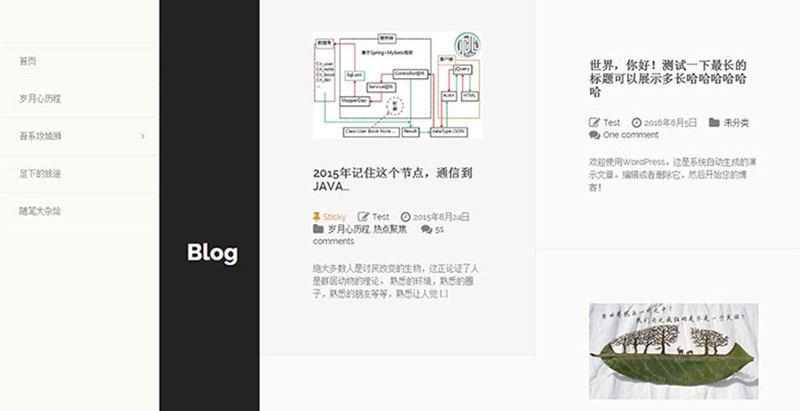 首页
岁月心历程
吾系攻城狮
足下的旅途
随笔大杂烩
Blog
数据库
服务端
基于Spring+MyBatis框架
客户端
Cn_user
Cn_note
Sql.xml
Controller组件
jQuery
Service组件
MapperDao
AJAX
HTML
Class User Book Note ...
Result
dataType:JSON
2015年记住这个节点，通信到
JAVA...
Sticky Test 2015年8月24日
岁月心历程, 热点聚焦 51
comments
绝大多数人是讨厌改变的生物，这正论证了人
是群居动物的理论。 熟悉的环境，熟悉的圈
子，熟悉的朋友等等，熟悉让人觉 [...]
世界，你好！测试一下最长的
标题可以展示多长哈哈哈哈哈
哈
Test 2016年6月5日 未分类
One comment
欢迎使用WordPress。这是系统自动生成的演
示文章。编辑或者删除它，然后开始您的博
客！